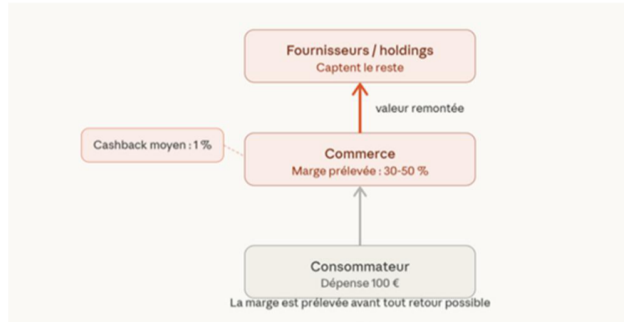 Fournisseurs / holdings
Captent le reste
valeur remontée
Cashback moyen : 1 %
Commerce
Marge prélevée : 30-50 %
Consommateur
Dépense 100 €
La marge est prélevée avant tout retour possible